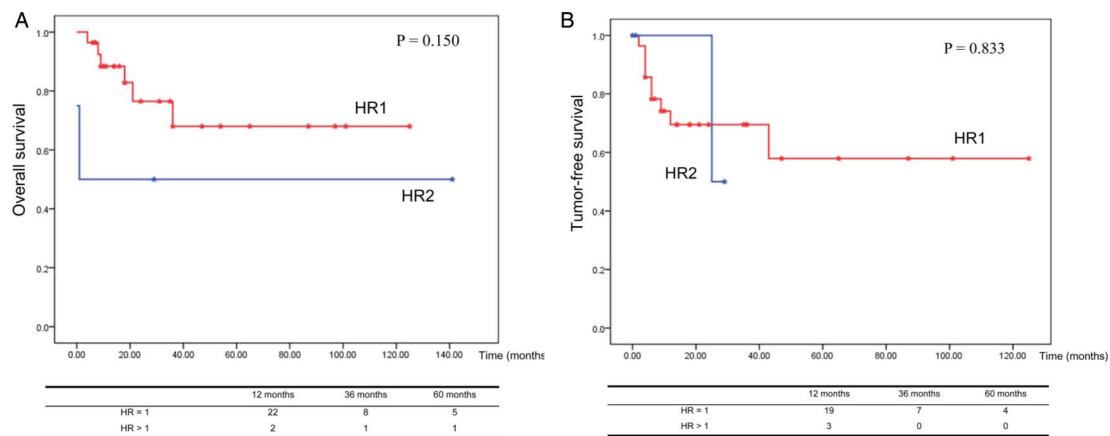 A
P = 0.150
Overall survival
1.0
0.8
0.6
0.4
0.2
0.0
HR1
HR2
0.00 20.00 40.00 60.00 80.00 100.00 120.00 140.00 Time (months
12 months 36 months 60 months
HR = 1 22 8 5
HR > 1 2 1 1
B
P = 0.833
Tumor-free survival
1.0
0.8
0.6
0.4
0.2
0.0
HR1
HR2
0.00 20.00 40.00 60.00 80.00 100.00 120.00 Time (months)
12 months 36 months 60 months
HR = 1 19 7 4
HR > 1 3 0 0